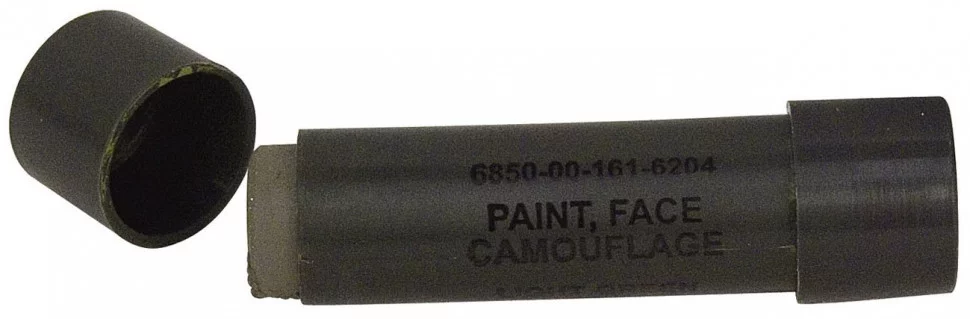 6850-00-161-6204
PAINT, FACE
CAMOUFLAGE